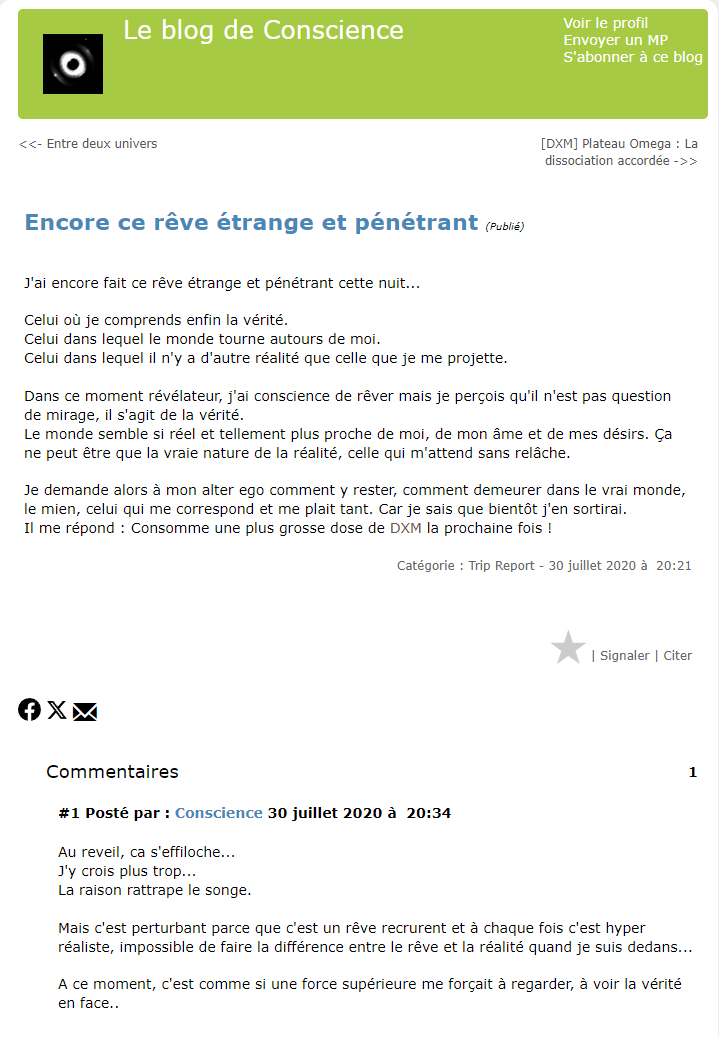 Le blog de Conscience
Voir le profil
Envoyer un MP
S'abonner à ce blog
<<- Entre deux univers
[DXM] Plateau Omega : La
dissociation accordée ->>
Encore ce rêve étrange et pénétrant (Publié)
J'ai encore fait ce rêve étrange et pénétrant cette nuit...
Celui où je comprends enfin la vérité.
Celui dans lequel le monde tourne autours de moi.
Celui dans lequel il n'y a d'autre réalité que celle que je me projette.
Dans ce moment révélateur, j'ai conscience de rêver mais je perçois qu'il n'est pas question
de mirage, il s'agit de la vérité.
Le monde semble si réel et tellement plus proche de moi, de mon âme et de mes désirs. Ça
ne peut être que la vraie nature de la réalité, celle qui m'attend sans relâche.
Je demande alors à mon alter ego comment y rester, comment demeurer dans le vrai monde,
le mien, celui qui me correspond et me plait tant. Car je sais que bientôt j'en sortirai.
Il me répond : Consomme une plus grosse dose de DXM la prochaine fois !
Catégorie : Trip Report - 30 juillet 2020 à  20:21
| Signaler | Citer
Commentaires 1
#1 Posté par : Conscience 30 juillet 2020 à  20:34
Au reveil, ca s'effiloche...
J'y crois plus trop...
La raison rattrape le songe.
Mais c'est perturbant parce que c'est un rêve recrurent et à chaque fois c'est hyper
réaliste, impossible de faire la différence entre le rêve et la réalité quand je suis dedans...
A ce moment, c'est comme si une force supérieure me forçait à regarder, à voir la vérité
en face..